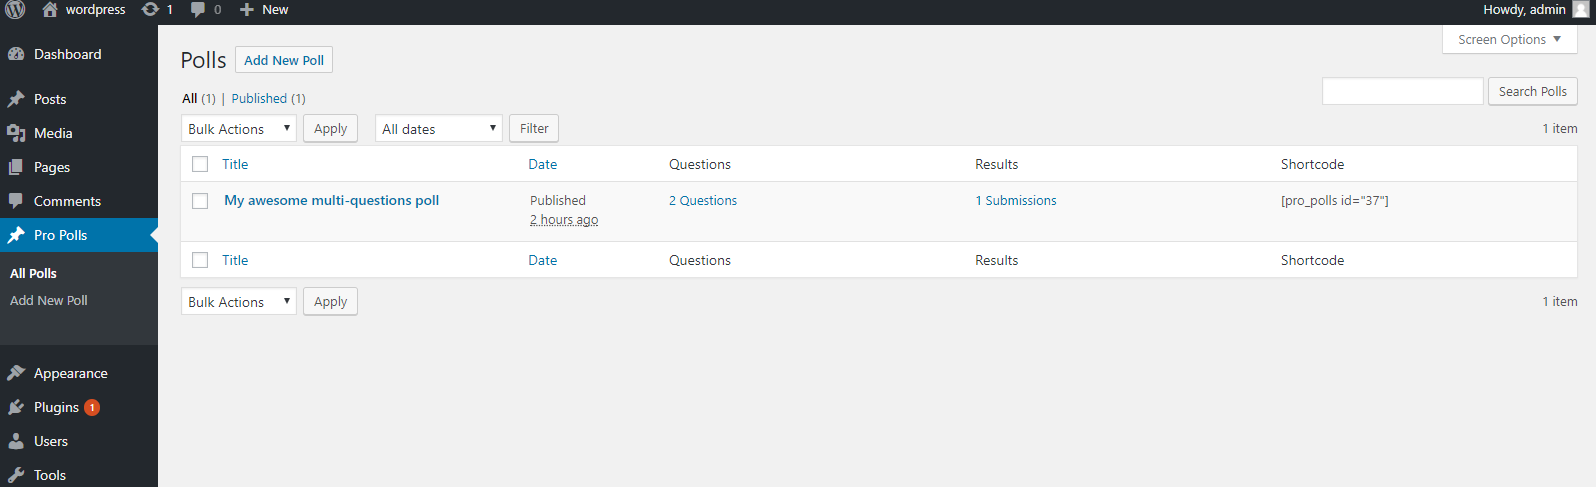 wordpress 1 0 New Howdy, admin
Dashboard
Posts
Media
Pages
Comments
Pro Polls
All Polls
Add New Poll
Appearance
Plugins 1
Users
Tools
Screen Options
Polls Add New Poll
All (1) | Published (1)
Search Polls
Bulk Actions Apply All dates Filter 1 item
Title Date Questions Results Shortcode
My awesome multi-questions poll Published 2 Questions 1 Submissions [pro_polls id="37"]
2 hours ago
Title Date Questions Results Shortcode
Bulk Actions Apply 1 item